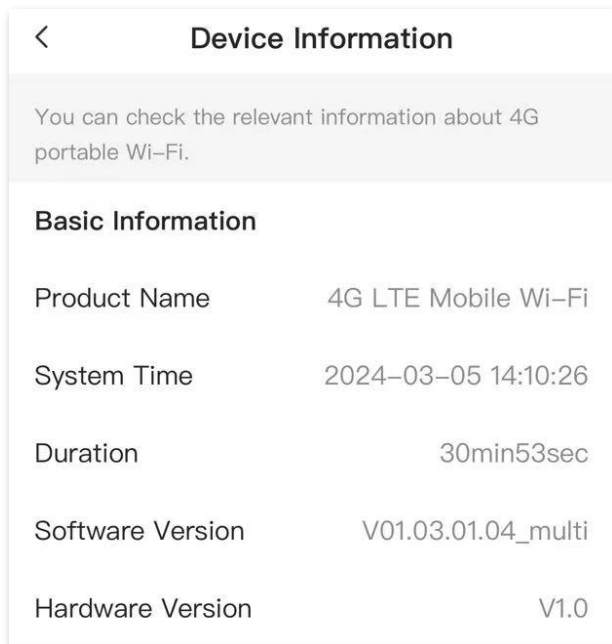 Device Information
You can check the relevant information about 4G
portable Wi–Fi.
Basic Information
Product Name 4G LTE Mobile Wi–Fi
System Time 2024–03–05 14:10:26
Duration 30min53sec
Software Version V01.03.01.04_multi
Hardware Version V1.0